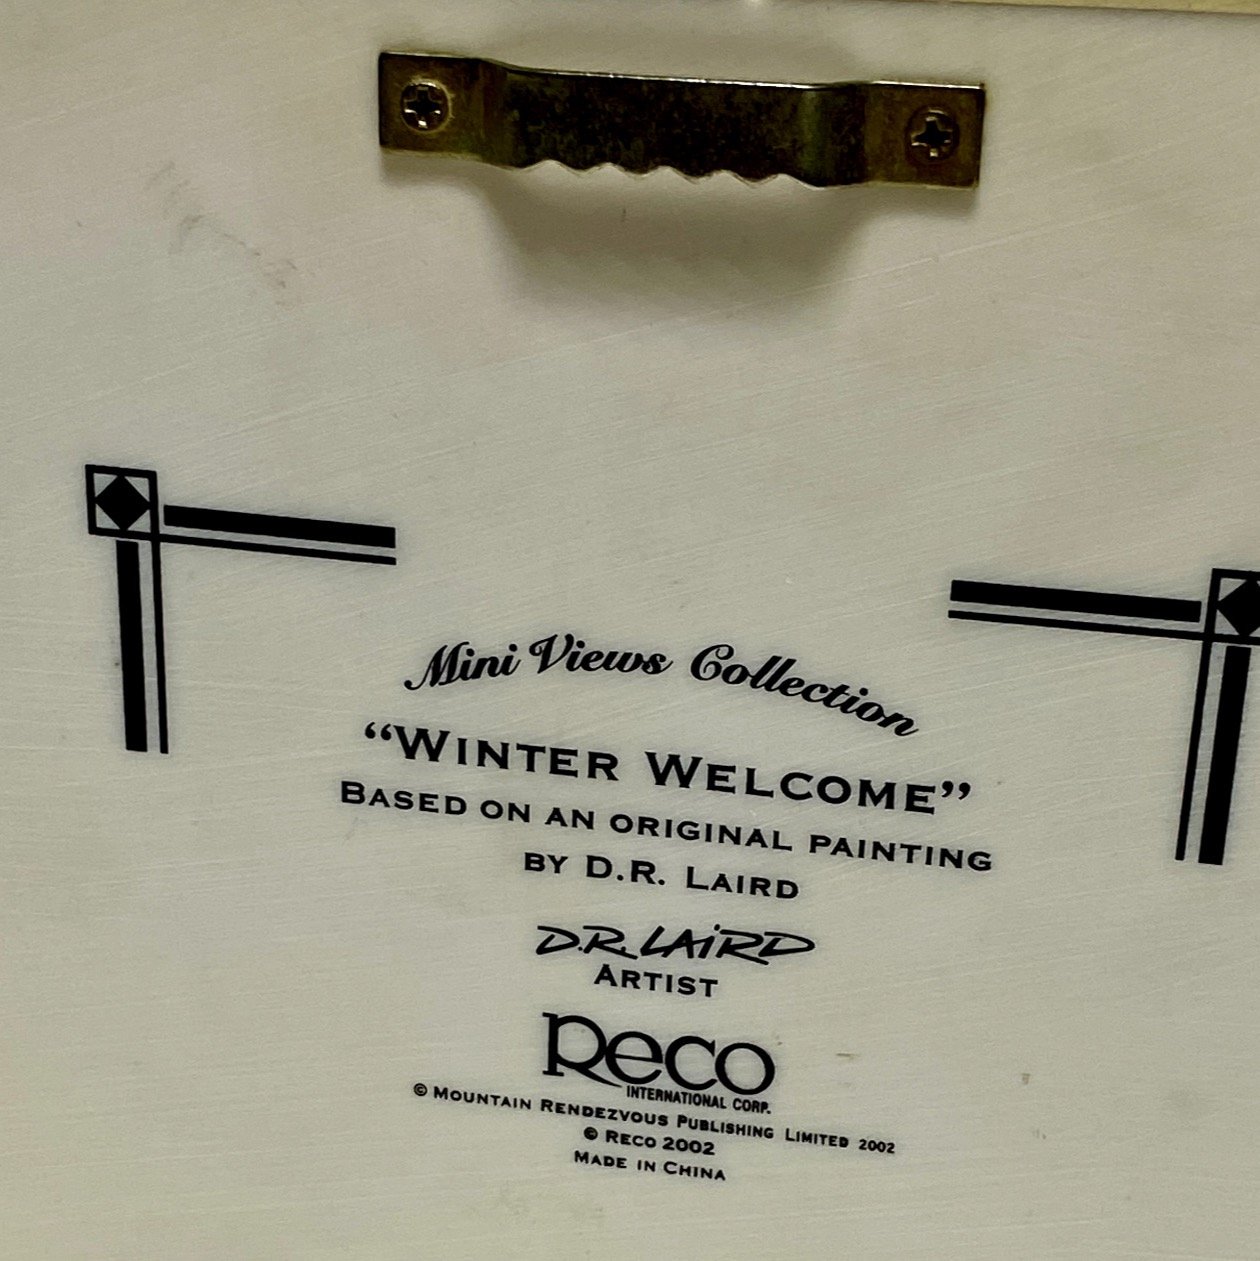 Mini Views Collection
“WINTER WELCOME”
BASED ON AN ORIGINAL PAINTING
BY D.R. LAIRD
D.R. LAiRD
ARTIST
Reco
INTERNATIONAL CORP.
© MOUNTAIN RENDEZVOUS PUBLISHING LIMITED 2002
© RECO 2002
MADE IN CHINA